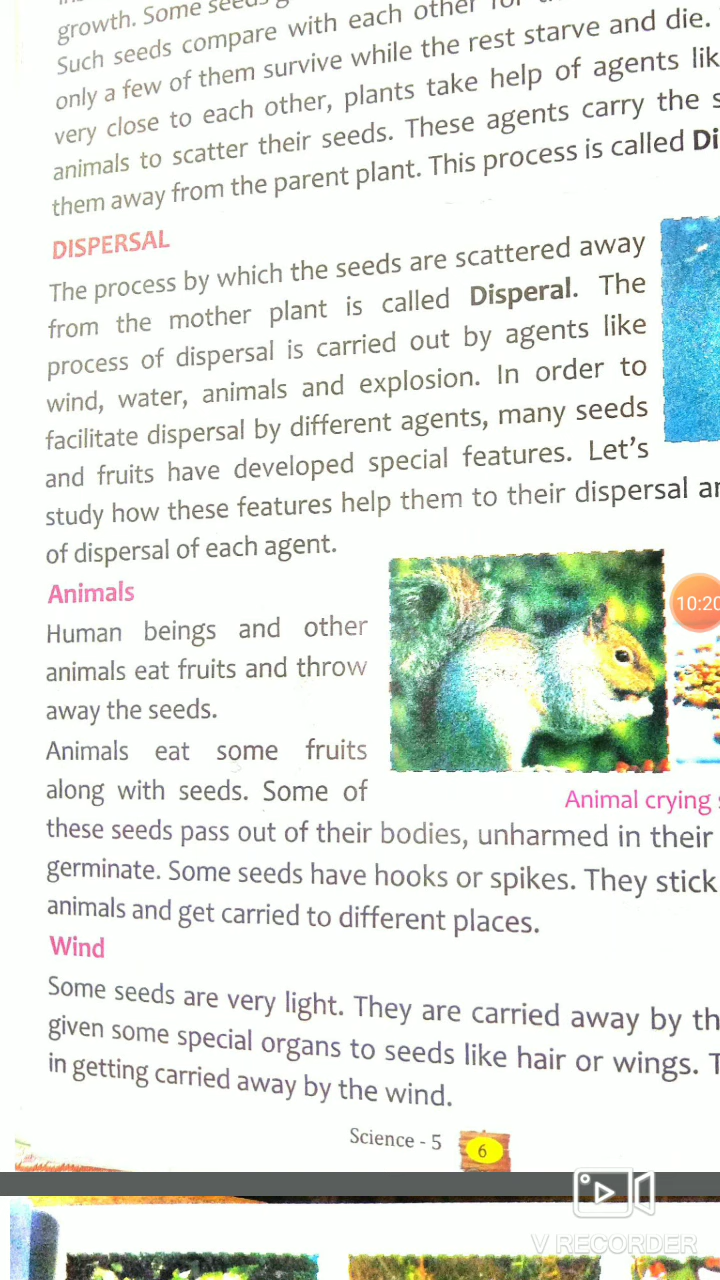 growth. Some seeds
Such seeds compare with each other for
only a few of them survive while the rest starve and die.
very close to each other, plants take help of agents lik
animals to scatter their seeds. These agents carry the s
them away from the parent plant. This process is called Di
DISPERSAL
The process by which the seeds are scattered away
from the mother plant is called Disperal. The
process of dispersal is carried out by agents like
wind, water, animals and explosion. In order to
facilitate dispersal by different agents, many seeds
and fruits have developed special features. Let's
study how these features help them to their dispersal an
of dispersal of each agent.
Animals
Human beings and other
animals eat fruits and throw
away the seeds.
Animals eat some fruits
along with seeds. Some of
these seeds pass out of their bodies, unharmed in their
germinate. Some seeds have hooks or spikes. They stick
animals and get carried to different places.
10:20
Animal crying s
Wind
Some seeds are very light. They are carried away by th
given some special organs to seeds like hair or wings. T
in getting carried away by the wind.
Science - 5
6
V RECORDER